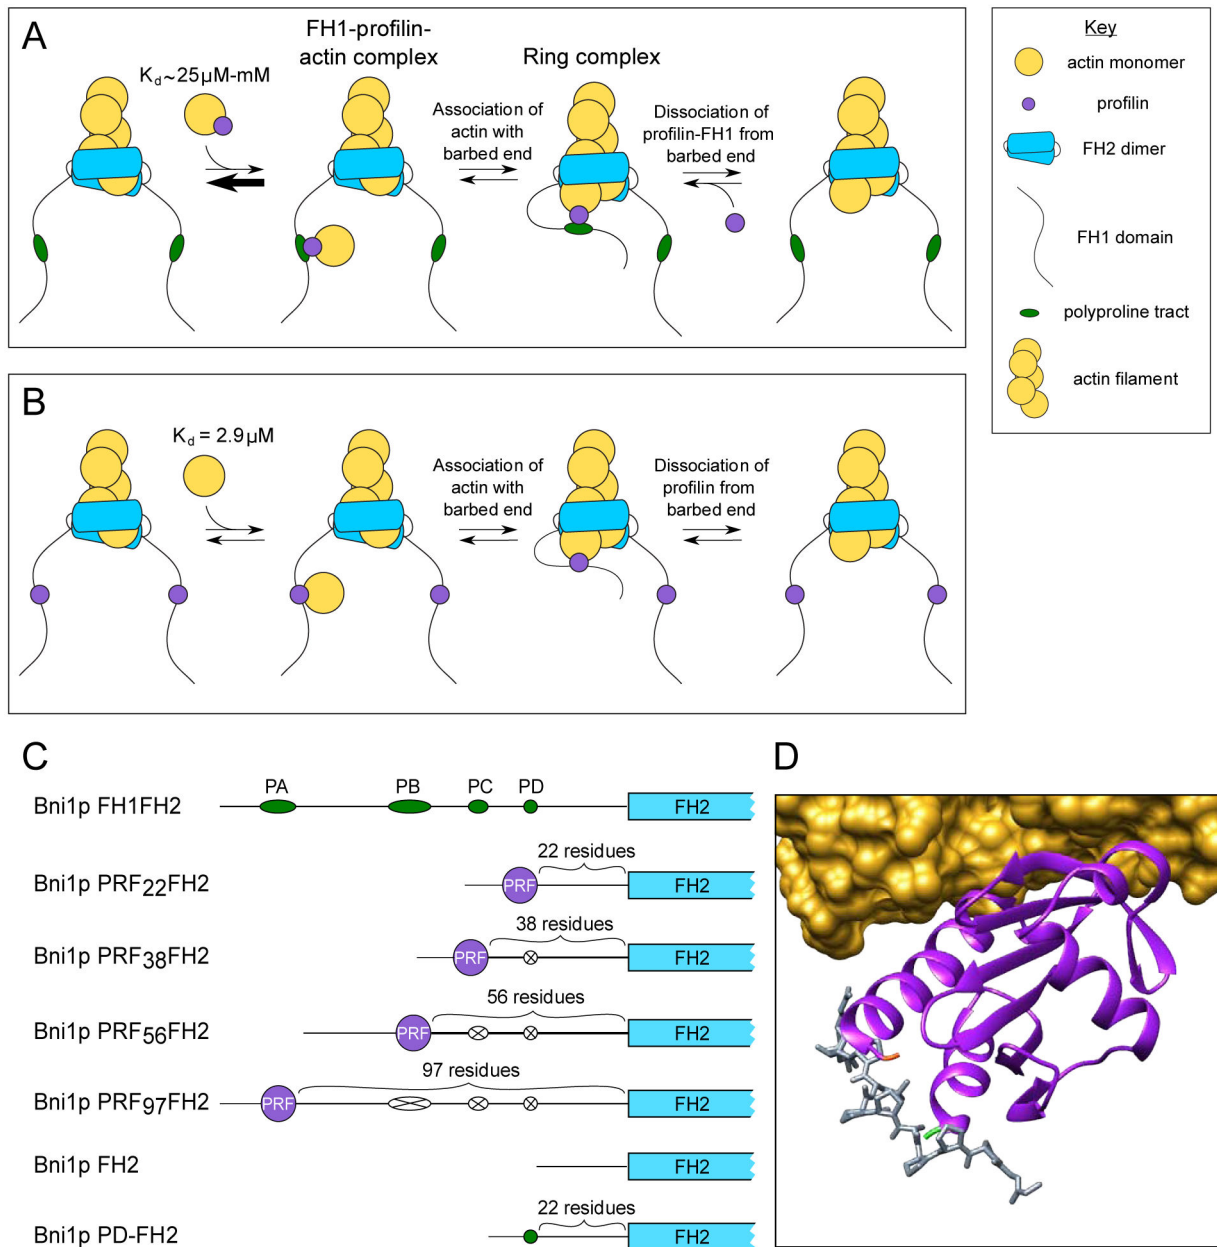 A
K_d~25µM-mM
FH1-profilin-
actin complex
Association of
actin with
barbed end
Ring complex
Dissociation of
profilin-FH1 from
barbed end
Key
actin monomer
profilin
FH2 dimer
FH1 domain
polyproline tract
actin filament
B
K_d = 2.9µM
Association of
actin with
barbed end
Dissociation of
profilin from
barbed end
C
PA PB PC PD
Bni1p FH1FH2 FH2
22 residues
Bni1p PRF22FH2 PRF FH2
38 residues
Bni1p PRF38FH2 PRF FH2
56 residues
Bni1p PRF56FH2 PRF FH2
97 residues
Bni1p PRF97FH2 PRF FH2
Bni1p FH2 FH2
22 residues
Bni1p PD-FH2 FH2
D